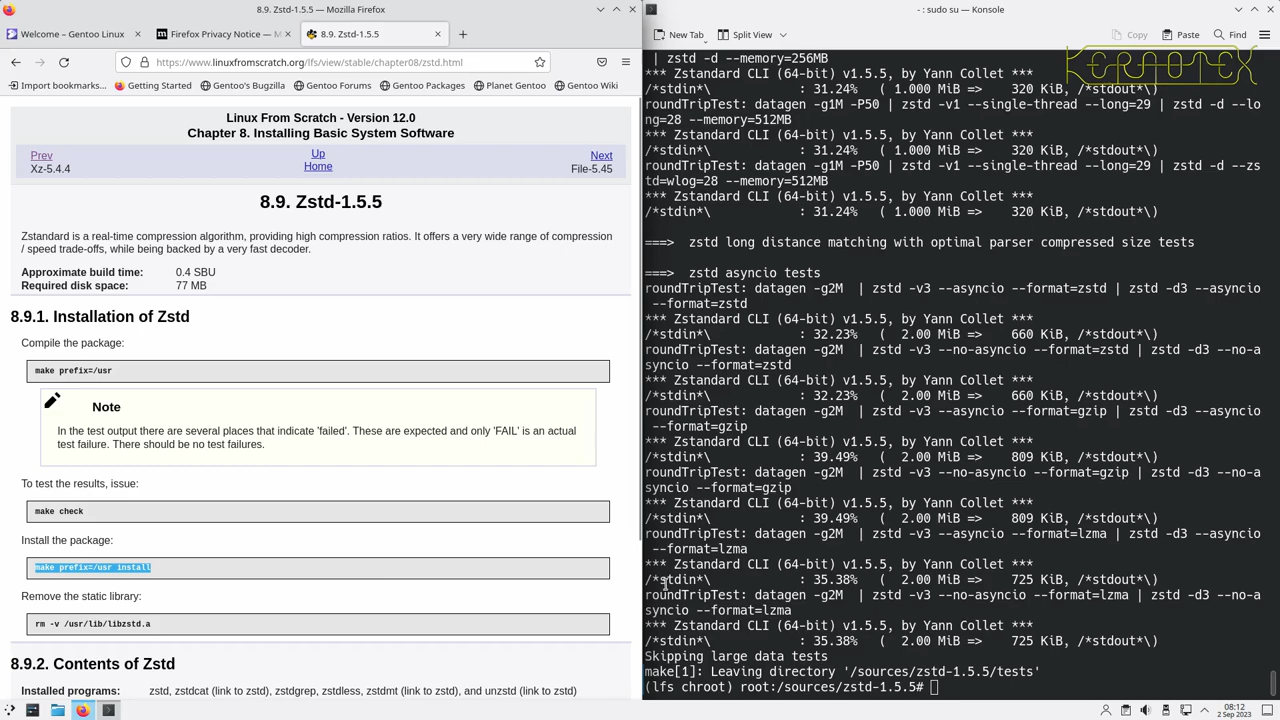 8.9. Zstd-1.5.5 — Mozilla Firefox
Welcome – Gentoo Linux
Firefox Privacy Notice — M
8.9. Zstd-1.5.5
https://www.linuxfromscratch.org/lfs/view/stable/chapter08/zstd.html
Import bookmarks...
Getting Started
Gentoo's Bugzilla
Gentoo Forums
Gentoo Packages
Planet Gentoo
Gentoo Wiki
Linux From Scratch - Version 12.0
Chapter 8. Installing Basic System Software
Prev
Up
Next
Xz-5.4.4
Home
File-5.45
8.9. Zstd-1.5.5
Zstandard is a real-time compression algorithm, providing high compression ratios. It offers a very wide range of compression
/ speed trade-offs, while being backed by a very fast decoder.
Approximate build time: 0.4 SBU
Required disk space: 77 MB
8.9.1. Installation of Zstd
Compile the package:
make prefix=/usr
Note
In the test output there are several places that indicate 'failed'. These are expected and only 'FAIL' is an actual
test failure. There should be no test failures.
To test the results, issue:
make check
Install the package:
make prefix=/usr install
Remove the static library:
rm -v /usr/lib/libzstd.a
8.9.2. Contents of Zstd
Installed programs: zstd, zstdcat (link to zstd), zstdgrep, zstdless, zstdmt (link to zstd), and unzstd (link to zstd)
- : sudo su — Konsole
New Tab
Split View
Copy
Paste
Find
KERNOTEX
| zstd -d --memory=256MB
*** Zstandard CLI (64-bit) v1.5.5, by Yann Collet ***
/*stdin*\ : 31.24% ( 1.000 MiB => 320 KiB, /*stdout*\)
roundTripTest: datagen -g1M -P50 | zstd -v1 --single-thread --long=29 | zstd -d --lo
ng=28 --memory=512MB
*** Zstandard CLI (64-bit) v1.5.5, by Yann Collet ***
/*stdin*\ : 31.24% ( 1.000 MiB => 320 KiB, /*stdout*\)
roundTripTest: datagen -g1M -P50 | zstd -v1 --single-thread --long=29 | zstd -d --zs
td=wlog=28 --memory=512MB
*** Zstandard CLI (64-bit) v1.5.5, by Yann Collet ***
/*stdin*\ : 31.24% ( 1.000 MiB => 320 KiB, /*stdout*\)
===> zstd long distance matching with optimal parser compressed size tests
===> zstd asyncio tests
roundTripTest: datagen -g2M | zstd -v3 --asyncio --format=zstd | zstd -d3 --asyncio
--format=zstd
*** Zstandard CLI (64-bit) v1.5.5, by Yann Collet ***
/*stdin*\ : 32.23% ( 2.00 MiB => 660 KiB, /*stdout*\)
roundTripTest: datagen -g2M | zstd -v3 --no-asyncio --format=zstd | zstd -d3 --no-a
syncio --format=zstd
*** Zstandard CLI (64-bit) v1.5.5, by Yann Collet ***
/*stdin*\ : 32.23% ( 2.00 MiB => 660 KiB, /*stdout*\)
roundTripTest: datagen -g2M | zstd -v3 --asyncio --format=gzip | zstd -d3 --asyncio
--format=gzip
*** Zstandard CLI (64-bit) v1.5.5, by Yann Collet ***
/*stdin*\ : 39.49% ( 2.00 MiB => 809 KiB, /*stdout*\)
roundTripTest: datagen -g2M | zstd -v3 --no-asyncio --format=gzip | zstd -d3 --no-a
syncio --format=gzip
*** Zstandard CLI (64-bit) v1.5.5, by Yann Collet ***
/*stdin*\ : 39.49% ( 2.00 MiB => 809 KiB, /*stdout*\)
roundTripTest: datagen -g2M | zstd -v3 --asyncio --format=lzma | zstd -d3 --asyncio
--format=lzma
*** Zstandard CLI (64-bit) v1.5.5, by Yann Collet ***
/*stdin*\ : 35.38% ( 2.00 MiB => 725 KiB, /*stdout*\)
roundTripTest: datagen -g2M | zstd -v3 --no-asyncio --format=lzma | zstd -d3 --no-a
syncio --format=lzma
*** Zstandard CLI (64-bit) v1.5.5, by Yann Collet ***
/*stdin*\ : 35.38% ( 2.00 MiB => 725 KiB, /*stdout*\)
Skipping large data tests
make[1]: Leaving directory '/sources/zstd-1.5.5/tests'
(lfs chroot) root:/sources/zstd-1.5.5#
08:12
2 Sep 2023